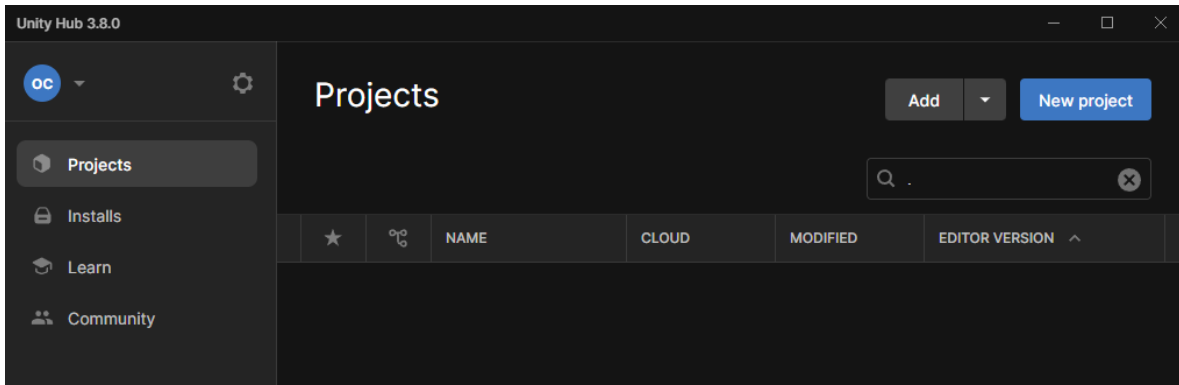 Unity Hub 3.8.0
OC
Projects
Installs
Learn
Community
Projects
Add
New project
.
NAME CLOUD MODIFIED EDITOR VERSION